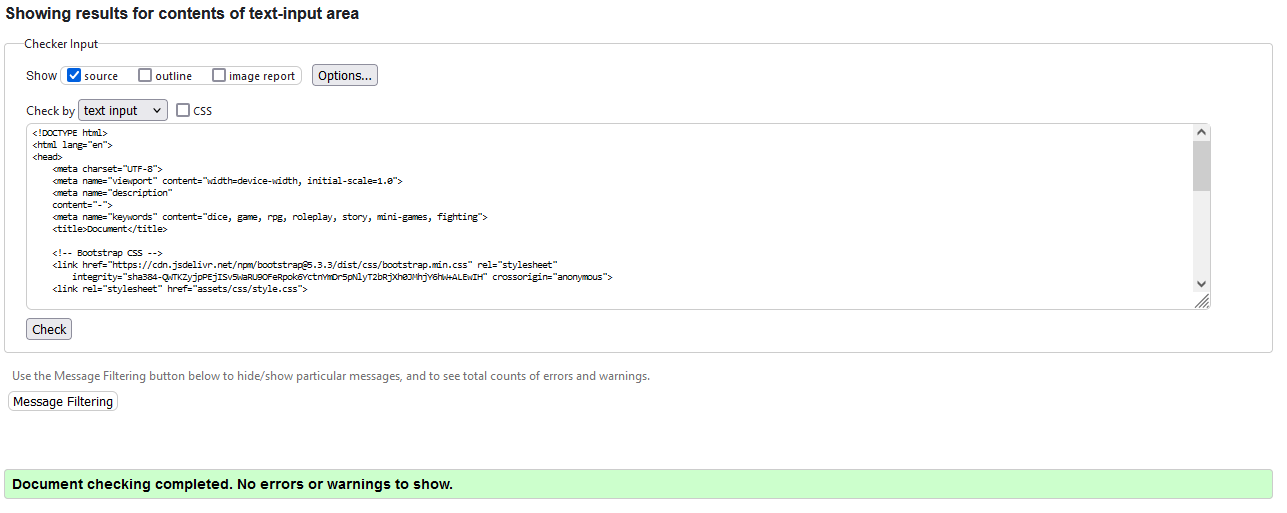 Showing results for contents of text-input area
Checker Input
Show source outline image report Options...
Check by text input CSS
<!DOCTYPE html>
<html lang="en">
<head>
<meta charset="UTF-8">
<meta name="viewport" content="width=device-width, initial-scale=1.0">
<meta name="description"
content="-">
<meta name="keywords" content="dice, game, rpg, roleplay, story, mini-games, fighting">
<title>Document</title>
<!-- Bootstrap CSS -->
<link href="https://cdn.jsdelivr.net/npm/bootstrap@5.3.3/dist/css/bootstrap.min.css" rel="stylesheet"
integrity="sha384-QWTKZyjpPEjISv5WaRU9OFeRpok6YctnYmDr5pNlyT2bRjXh0JMhjY6hW+ALEwIH" crossorigin="anonymous">
<link rel="stylesheet" href="assets/css/style.css">
Check
Use the Message Filtering button below to hide/show particular messages, and to see total counts of errors and warnings.
Message Filtering
Document checking completed. No errors or warnings to show.